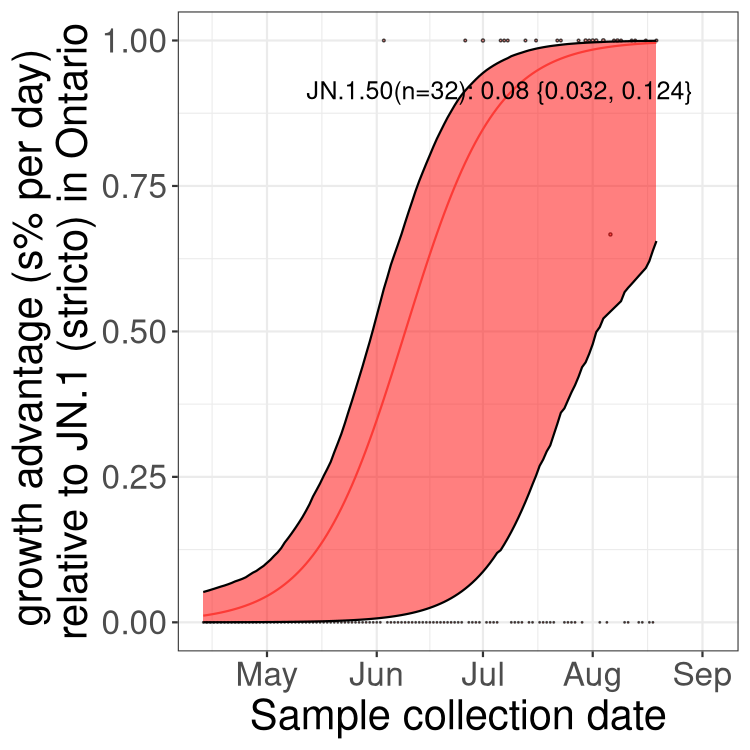 growth advantage (s% per day)
relative to JN.1 (stricto) in Ontario
1.00
0.75
0.50
0.25
0.00
JN.1.50(n=32): 0.08 {0.032, 0.124}
May Jun Jul Aug Sep
Sample collection date